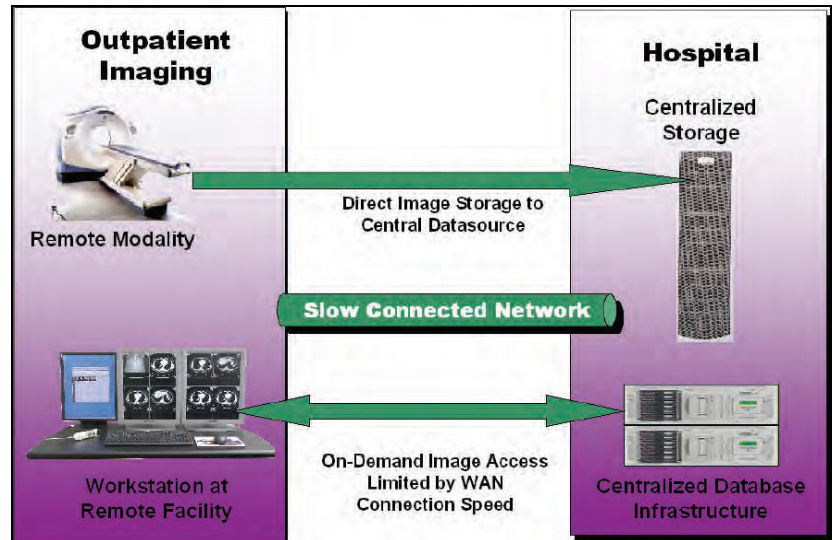 Outpatient
Imaging
Remote Modality
Direct Image Storage to
Central Datasource
Hospital
Centralized
Storage
Slow Connected Network
Workstation at
Remote Facility
On-Demand Image Access
Limited by WAN
Connection Speed
Centralized Database
Infrastructure